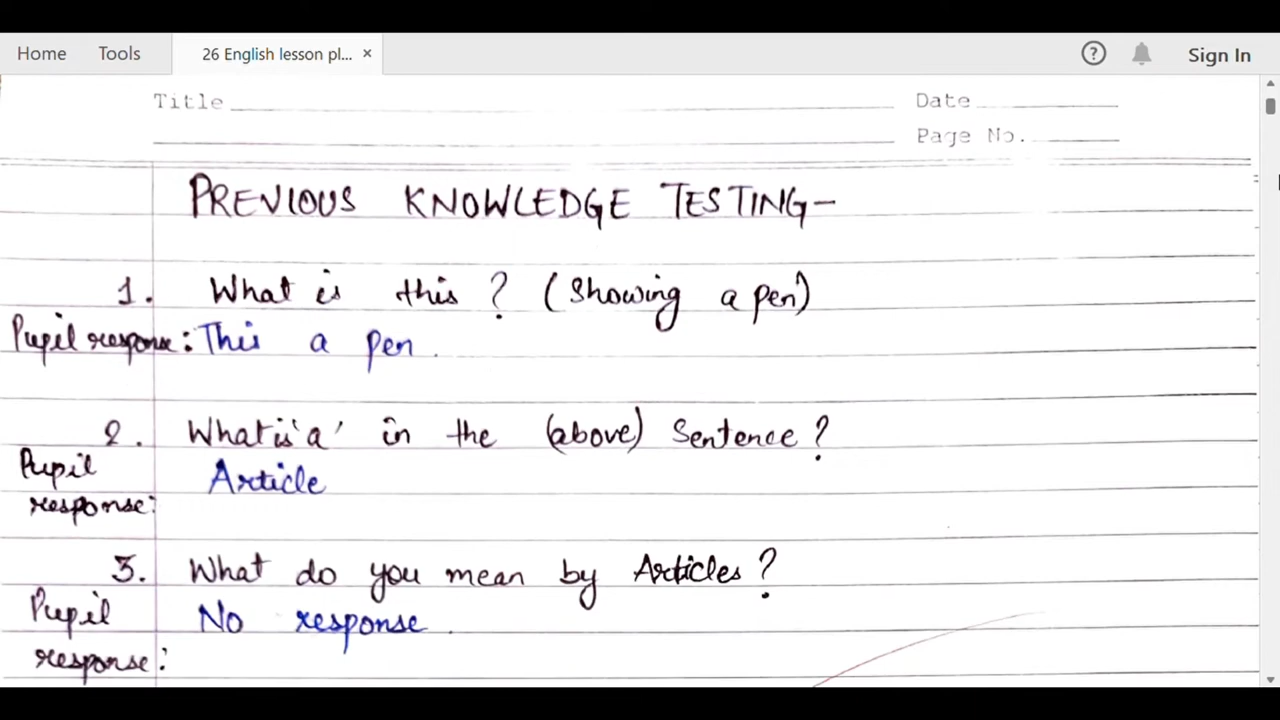 Home Tools 26 English lesson pl... × ? Sign In
Title Date
Page No.
PREVIOUS KNOWLEDGE TESTING-
1. What is this? (Showing a pen)
Pupil response: This a pen.
2. What is 'a' in the (above) Sentence?
Pupil Article
response:
3. What do you mean by Articles?
Pupil No response.
response: